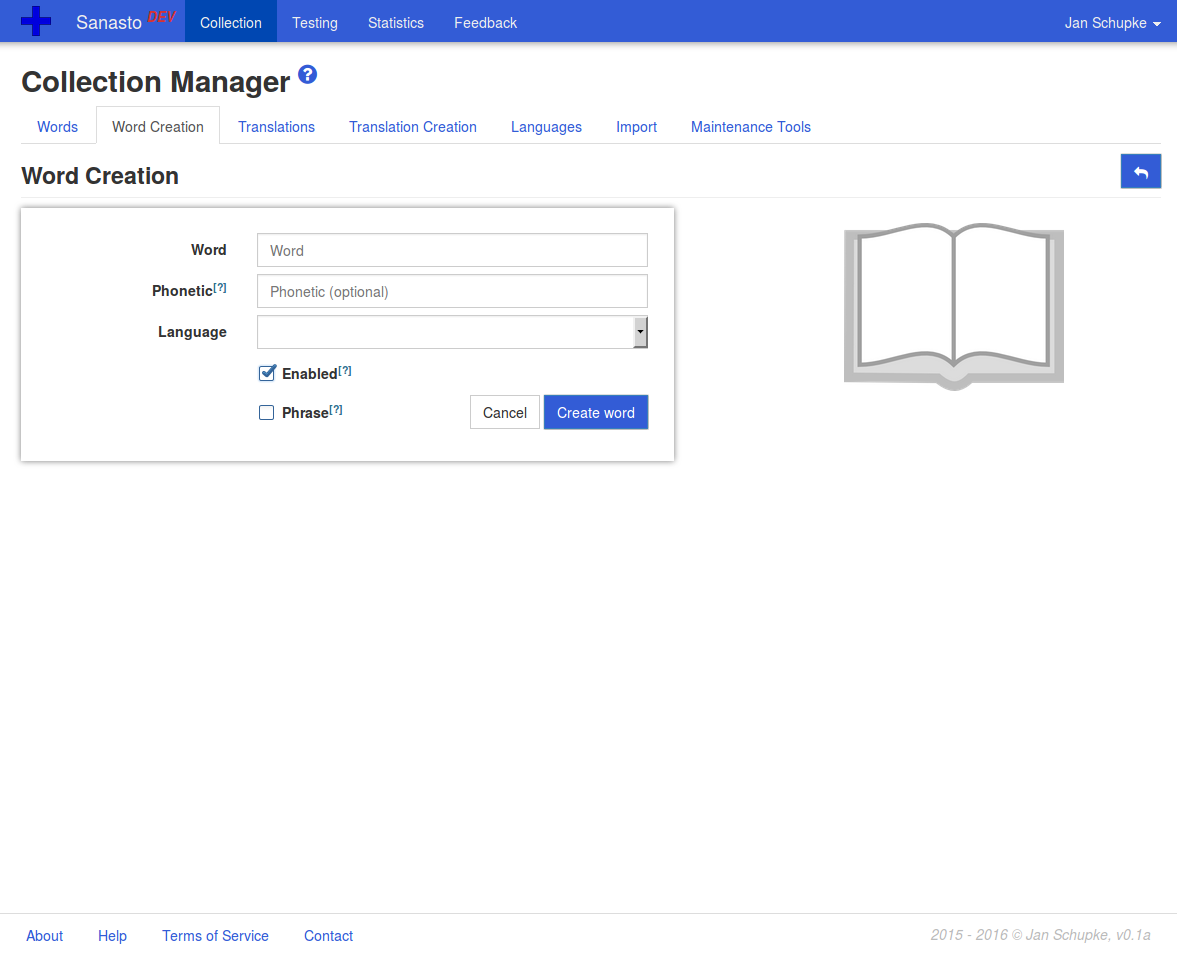 Sanasto DEV Collection Testing Statistics Feedback Jan Schupke
Collection Manager ?
Words Word Creation Translations Translation Creation Languages Import Maintenance Tools
Word Creation
Word Word
Phonetic[?] Phonetic (optional)
Language
Enabled[?]
Phrase[?] Cancel Create word
About Help Terms of Service Contact 2015 - 2016 © Jan Schupke, v0.1a